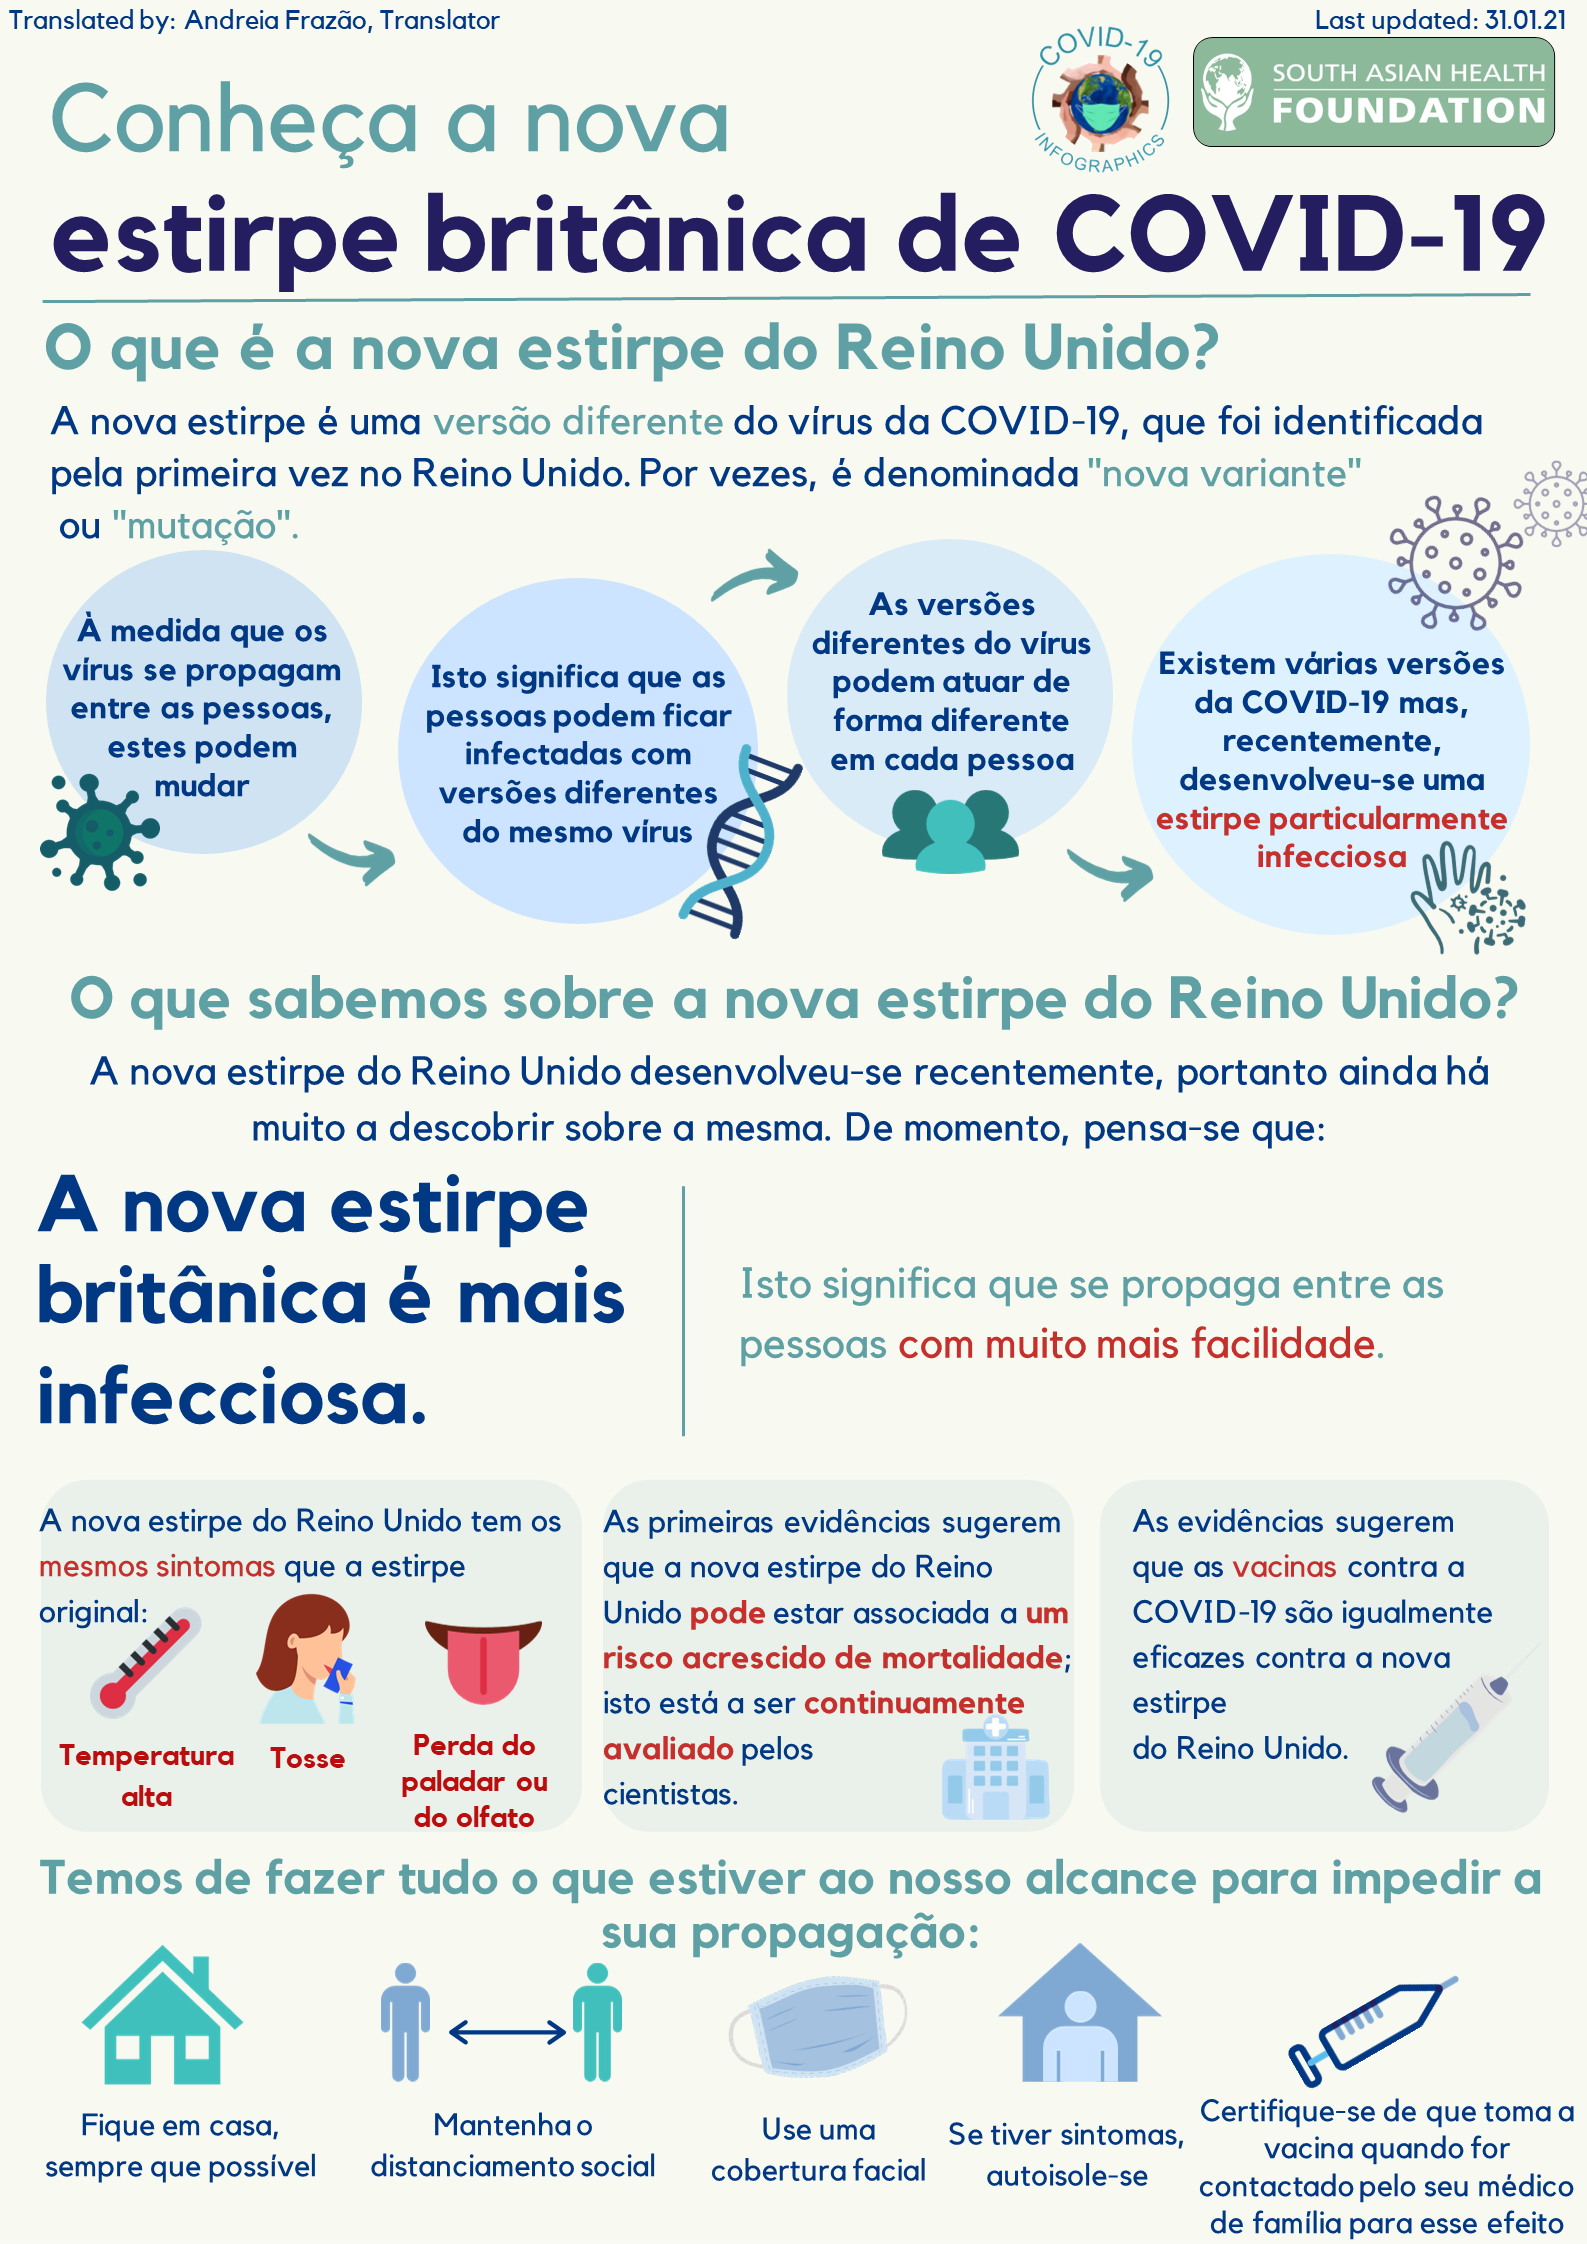 Translated by: Andreia Frazão, Translator
Last updated: 31.01.21
COVID-19
INFOGRAPHICS
SOUTH ASIAN HEALTH
FOUNDATION
Conheça a nova
estirpe britânica de COVID-19
O que é a nova estirpe do Reino Unido?
A nova estirpe é uma versão diferente do vírus da COVID-19, que foi identificada
pela primeira vez no Reino Unido. Por vezes, é denominada "nova variante"
ou "mutação".
À medida que os
vírus se propagam
entre as pessoas,
estes podem
mudar
Isto significa que as
pessoas podem ficar
infectadas com
versões diferentes
do mesmo vírus
As versões
diferentes do vírus
podem atuar de
forma diferente
em cada pessoa
Existem várias versões
da COVID-19 mas,
recentemente,
desenvolveu-se uma
estirpe particularmente
infecciosa
O que sabemos sobre a nova estirpe do Reino Unido?
A nova estirpe do Reino Unido desenvolveu-se recentemente, portanto ainda há
muito a descobrir sobre a mesma. De momento, pensa-se que:
A nova estirpe
britânica é mais
infecciosa.
Isto significa que se propaga entre as
pessoas com muito mais facilidade.
A nova estirpe do Reino Unido tem os
mesmos sintomas que a estirpe
original:
Temperatura
alta
Tosse
Perda do
paladar ou
do olfato
As primeiras evidências sugerem
que a nova estirpe do Reino
Unido pode estar associada a um
risco acrescido de mortalidade;
isto está a ser continuamente
avaliado pelos
cientistas.
As evidências sugerem
que as vacinas contra a
COVID-19 são igualmente
eficazes contra a nova
estirpe
do Reino Unido.
Temos de fazer tudo o que estiver ao nosso alcance para impedir a
sua propagação:
Fique em casa,
sempre que possível
Mantenha o
distanciamento social
Use uma
cobertura facial
Se tiver sintomas,
autoisole-se
Certifique-se de que toma a
vacina quando for
contactado pelo seu médico
de família para esse efeito